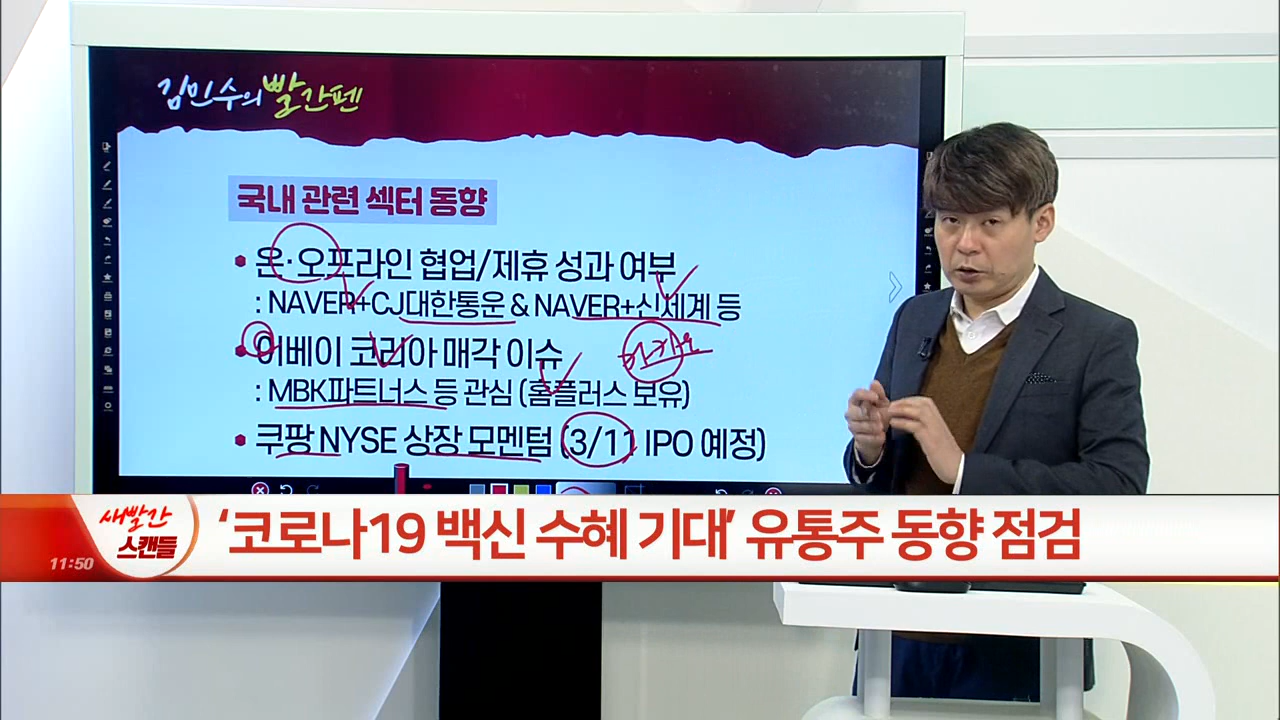 김민수의 빨간펜
국내 관련 섹터 동향
• 온·오프라인 협업/제휴 성과 여부
: NAVER+CJ대한통운 & NAVER+신세계 등
• 이베이 코리아 매각 이슈
: MBK파트너스 등 관심 (홈플러스 보유)
• 쿠팡 NYSE 상장 모멘텀 (3/11 IPO 예정)
새빨간
스캔들
11:50
‘코로나19 백신 수혜 기대’ 유통주 동향 점검